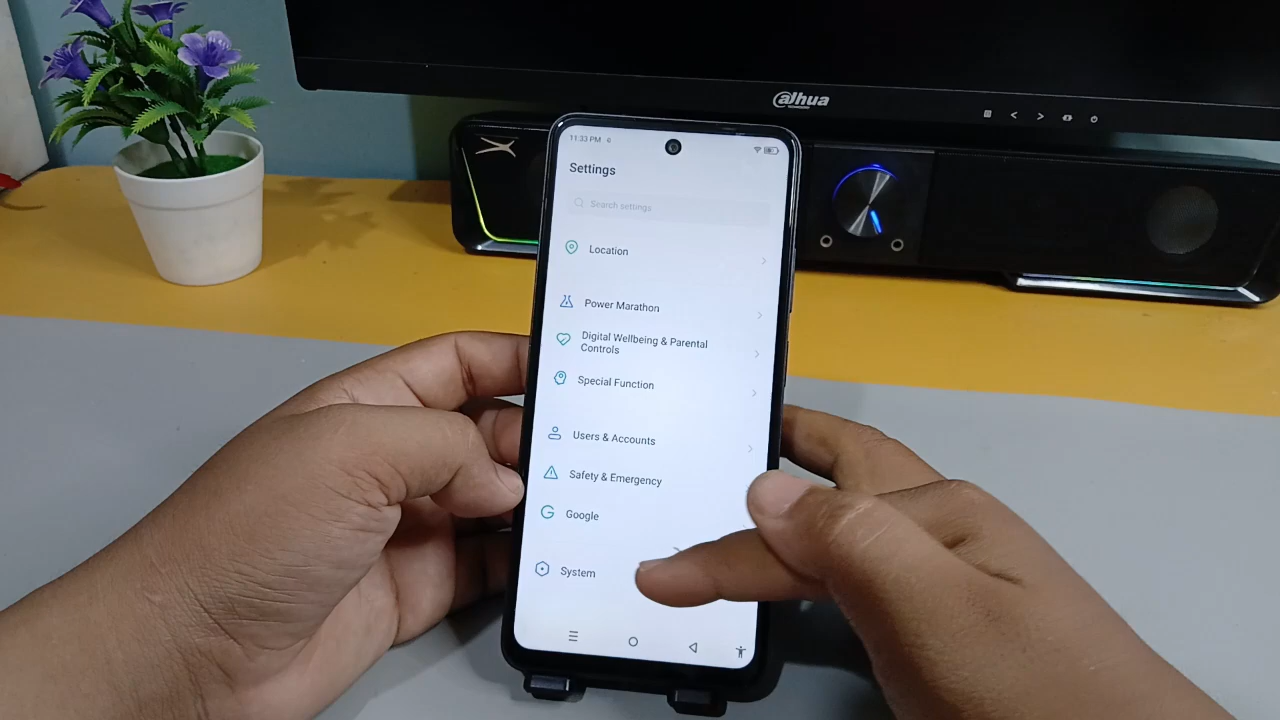 alhua
TECHNOLOGY
11:33 PM
Settings
Search settings
Location
Power Marathon
Digital Wellbeing & Parental
Controls
Special Function
Users & Accounts
Safety & Emergency
Google
System